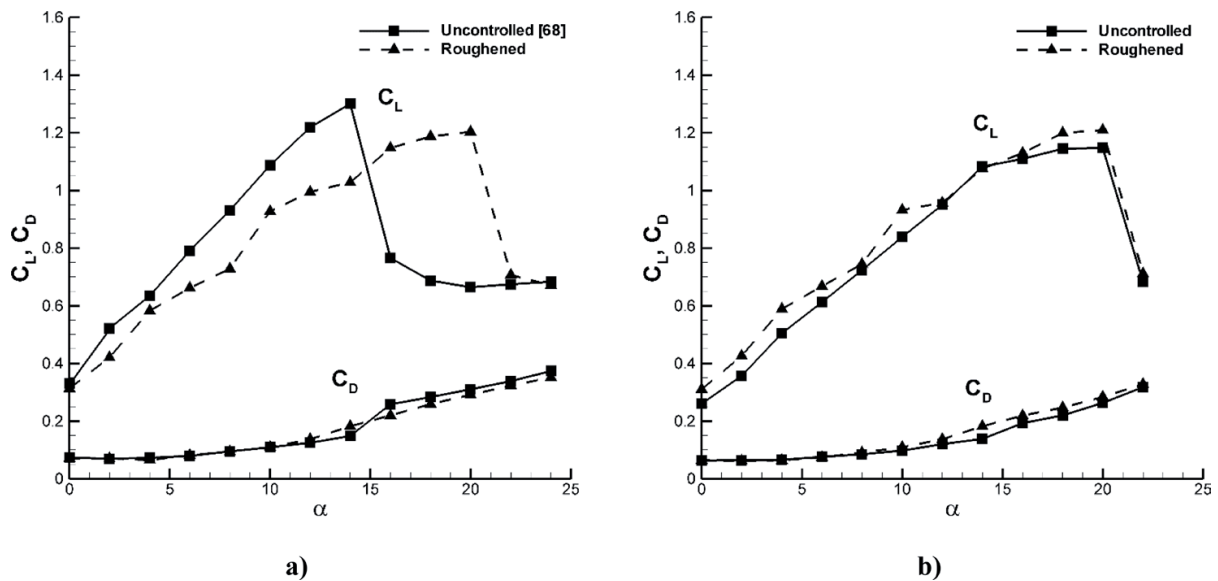 1.6
1.4
1.2
1
0.8
0.6
0.4
0.2
0
C_L, C_D
Uncontrolled [68]
Roughened
C_L
C_D
0 5 10 15 20 25
α
a)
1.6
1.4
1.2
1
0.8
0.6
0.4
0.2
0
C_L, C_D
Uncontrolled
Roughened
C_L
C_D
0 5 10 15 20 25
α
b)